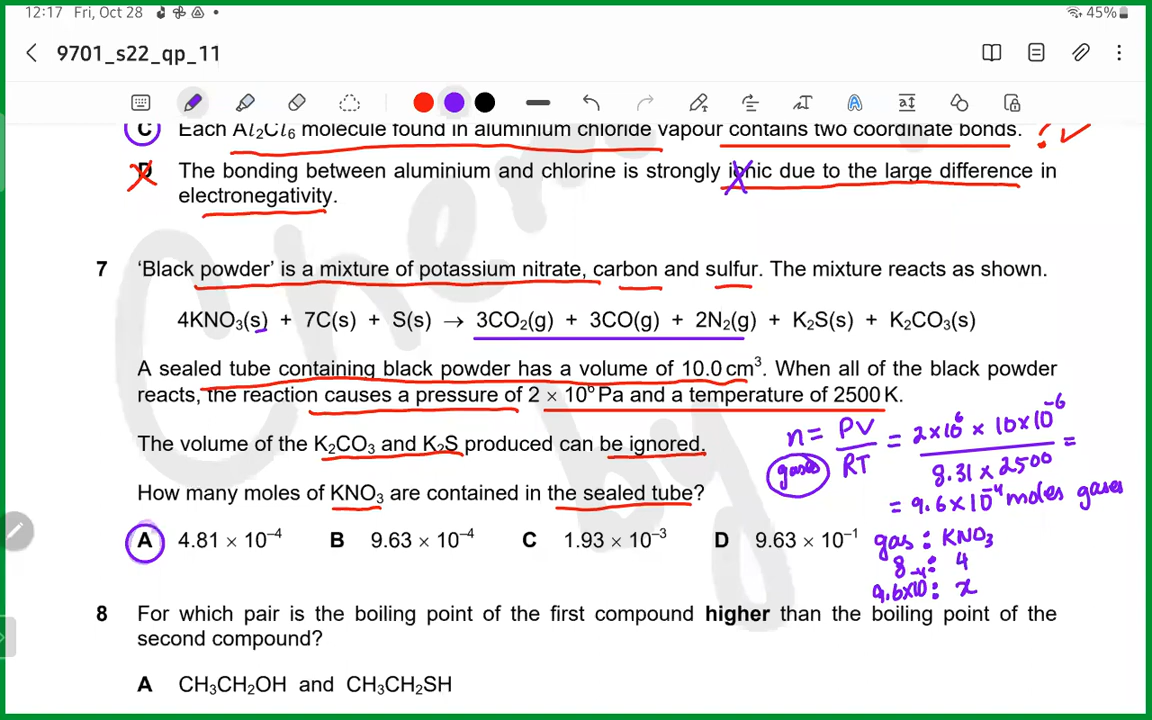 12:17 Fri, Oct 28 45%
9701_s22_qp_11
C Each Al₂Cl₆ molecule found in aluminium chloride vapour contains two coordinate bonds. ? ✓
D The bonding between aluminium and chlorine is strongly ionic due to the large difference in
electronegativity.
7 ‘Black powder’ is a mixture of potassium nitrate, carbon and sulfur. The mixture reacts as shown.
4KNO₃(s) + 7C(s) + S(s) → 3CO₂(g) + 3CO(g) + 2N₂(g) + K₂S(s) + K₂CO₃(s)
A sealed tube containing black powder has a volume of 10.0 cm³. When all of the black powder
reacts, the reaction causes a pressure of 2 × 10⁶ Pa and a temperature of 2500 K.
The volume of the K₂CO₃ and K₂S produced can be ignored.
n = PV / RT = 2×10⁶ × 10×10⁻⁶ / 8.31 × 2500 =
gases
= 9.6×10⁻⁴ moles gases
How many moles of KNO₃ are contained in the sealed tube?
A 4.81 × 10⁻⁴ B 9.63 × 10⁻⁴ C 1.93 × 10⁻³ D 9.63 × 10⁻¹
gas : KNO₃
8 : 4
9.6×10⁻⁴ : x
8 For which pair is the boiling point of the first compound higher than the boiling point of the
second compound?
A CH₃CH₂OH and CH₃CH₂SH
Chem
by